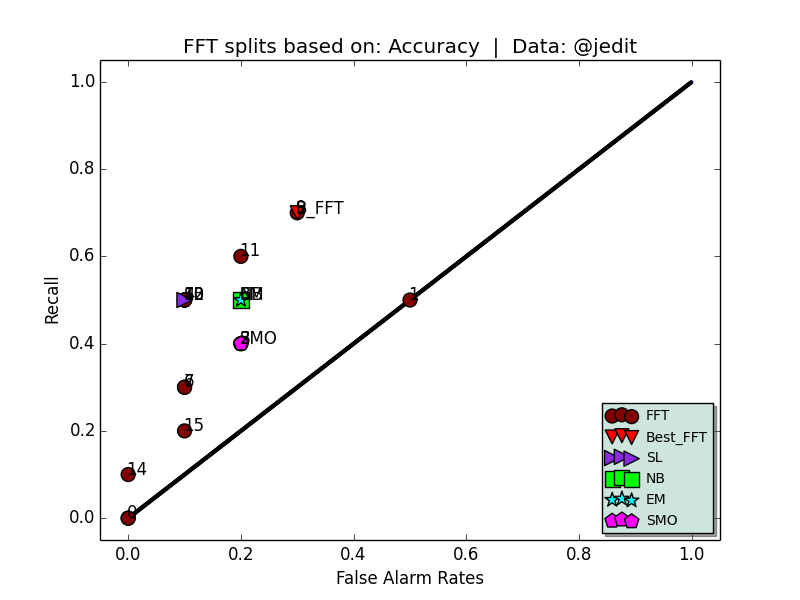 FFT splits based on: Accuracy | Data: @jedit
Recall
1.0
0.8
0.6
0.4
0.2
0.0
_FFT
11
1
SMO
15
14
0.0
0.2
0.4
0.6
0.8
1.0
False Alarm Rates
FFT
Best_FFT
SL
NB
EM
SMO